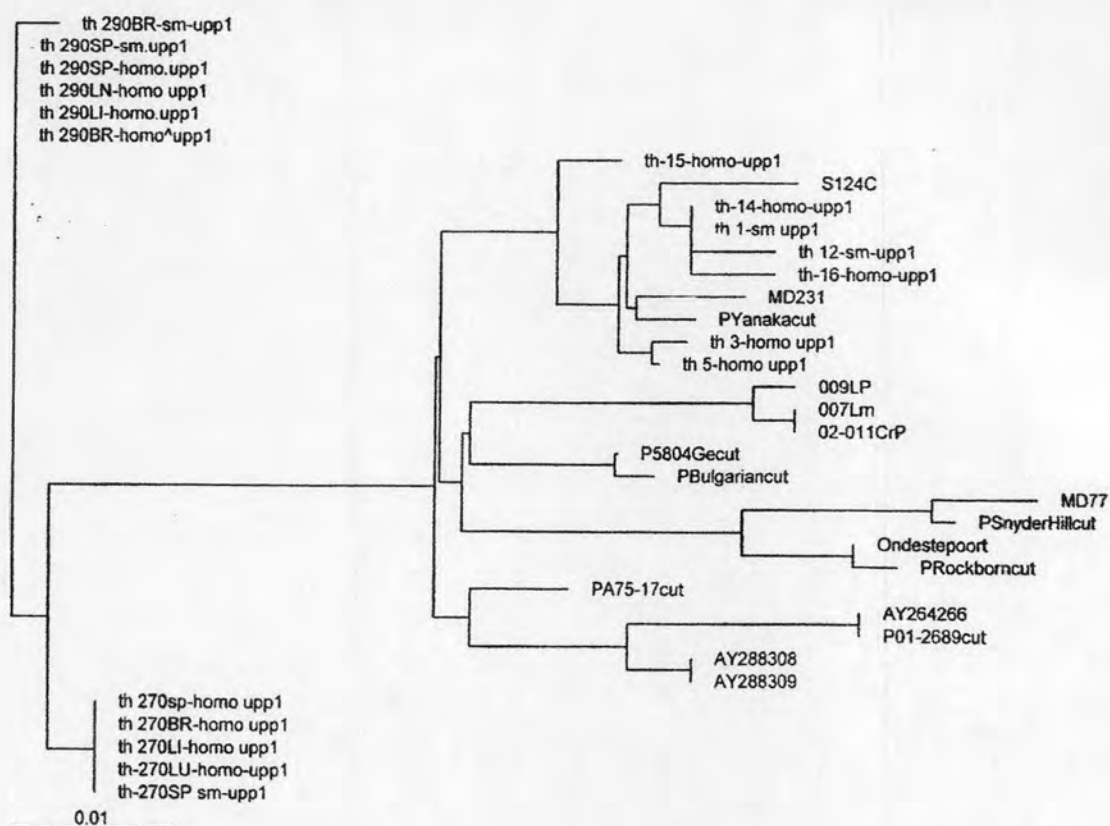 th 290BR-sm-upp1
th 290SP-sm.upp1
th 290SP-homo.upp1
th 290LN-homo upp1
th 290LI-homo.upp1
th 290BR-homo^upp1
th-15-homo-upp1
S124C
th-14-homo-upp1
th 1-sm upp1
th 12-sm-upp1
th-16-homo-upp1
MD231
PYanakacut
th 3-homo upp1
th 5-homo upp1
009LP
007Lm
02-011CrP
P5804Gecut
PBulgariancut
MD77
PSnyderHillcut
Ondestepoort
PRockborncut
PA75-17cut
AY264266
P01-2689cut
AY288308
AY288309
th 270sp-homo upp1
th 270BR-homo upp1
th 270LI-homo upp1
th-270LU-homo-upp1
th-270SP sm-upp1
0.01